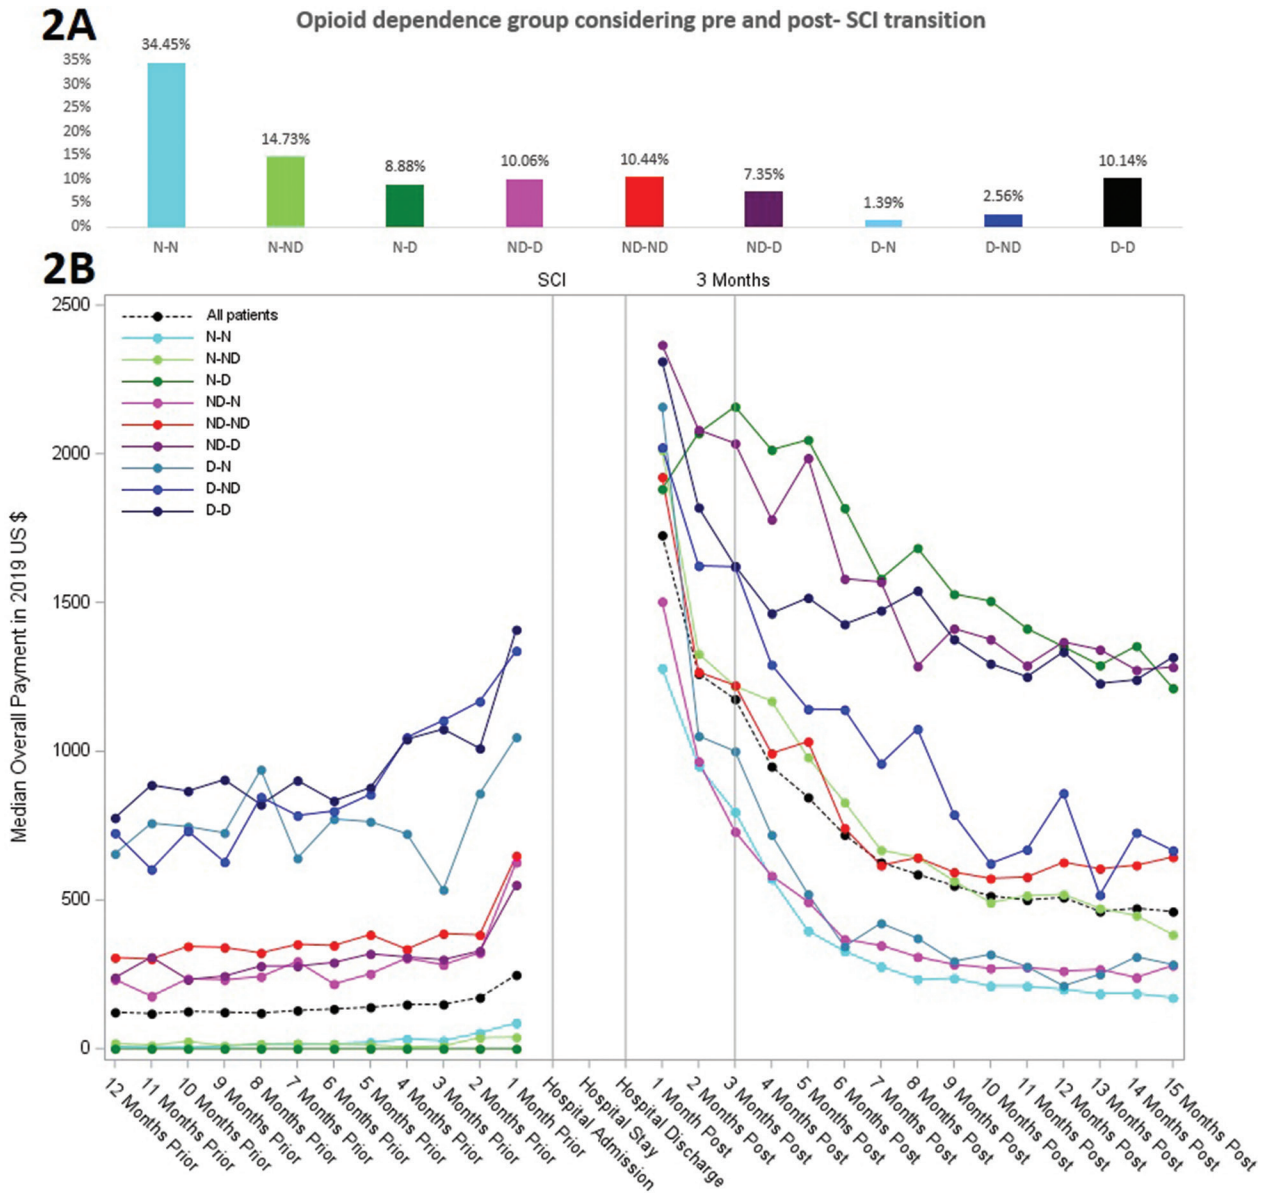 2A
Opioid dependence group considering pre and post- SCI transition
35%
30%
25%
20%
15%
10%
5%
0%
34.45%
14.73%
8.88%
10.06%
10.44%
7.35%
1.39%
2.56%
10.14%
N-N
N-ND
N-D
ND-D
ND-ND
ND-D
D-N
D-ND
D-D
2B
SCI
3 Months
Median Overall Payment in 2019 US $
2500
2000
1500
1000
500
0
All patients
N-N
N-ND
N-D
ND-N
ND-ND
ND-D
D-N
D-ND
D-D
12 Months Prior
11 Months Prior
10 Months Prior
9 Months Prior
8 Months Prior
7 Months Prior
6 Months Prior
5 Months Prior
4 Months Prior
3 Months Prior
2 Months Prior
1 Month Prior
Hospital Admission
Hospital Stay
Hospital Discharge
1 Month Post
2 Months Post
3 Months Post
4 Months Post
5 Months Post
6 Months Post
7 Months Post
8 Months Post
9 Months Post
10 Months Post
11 Months Post
12 Months Post
13 Months Post
14 Months Post
15 Months Post